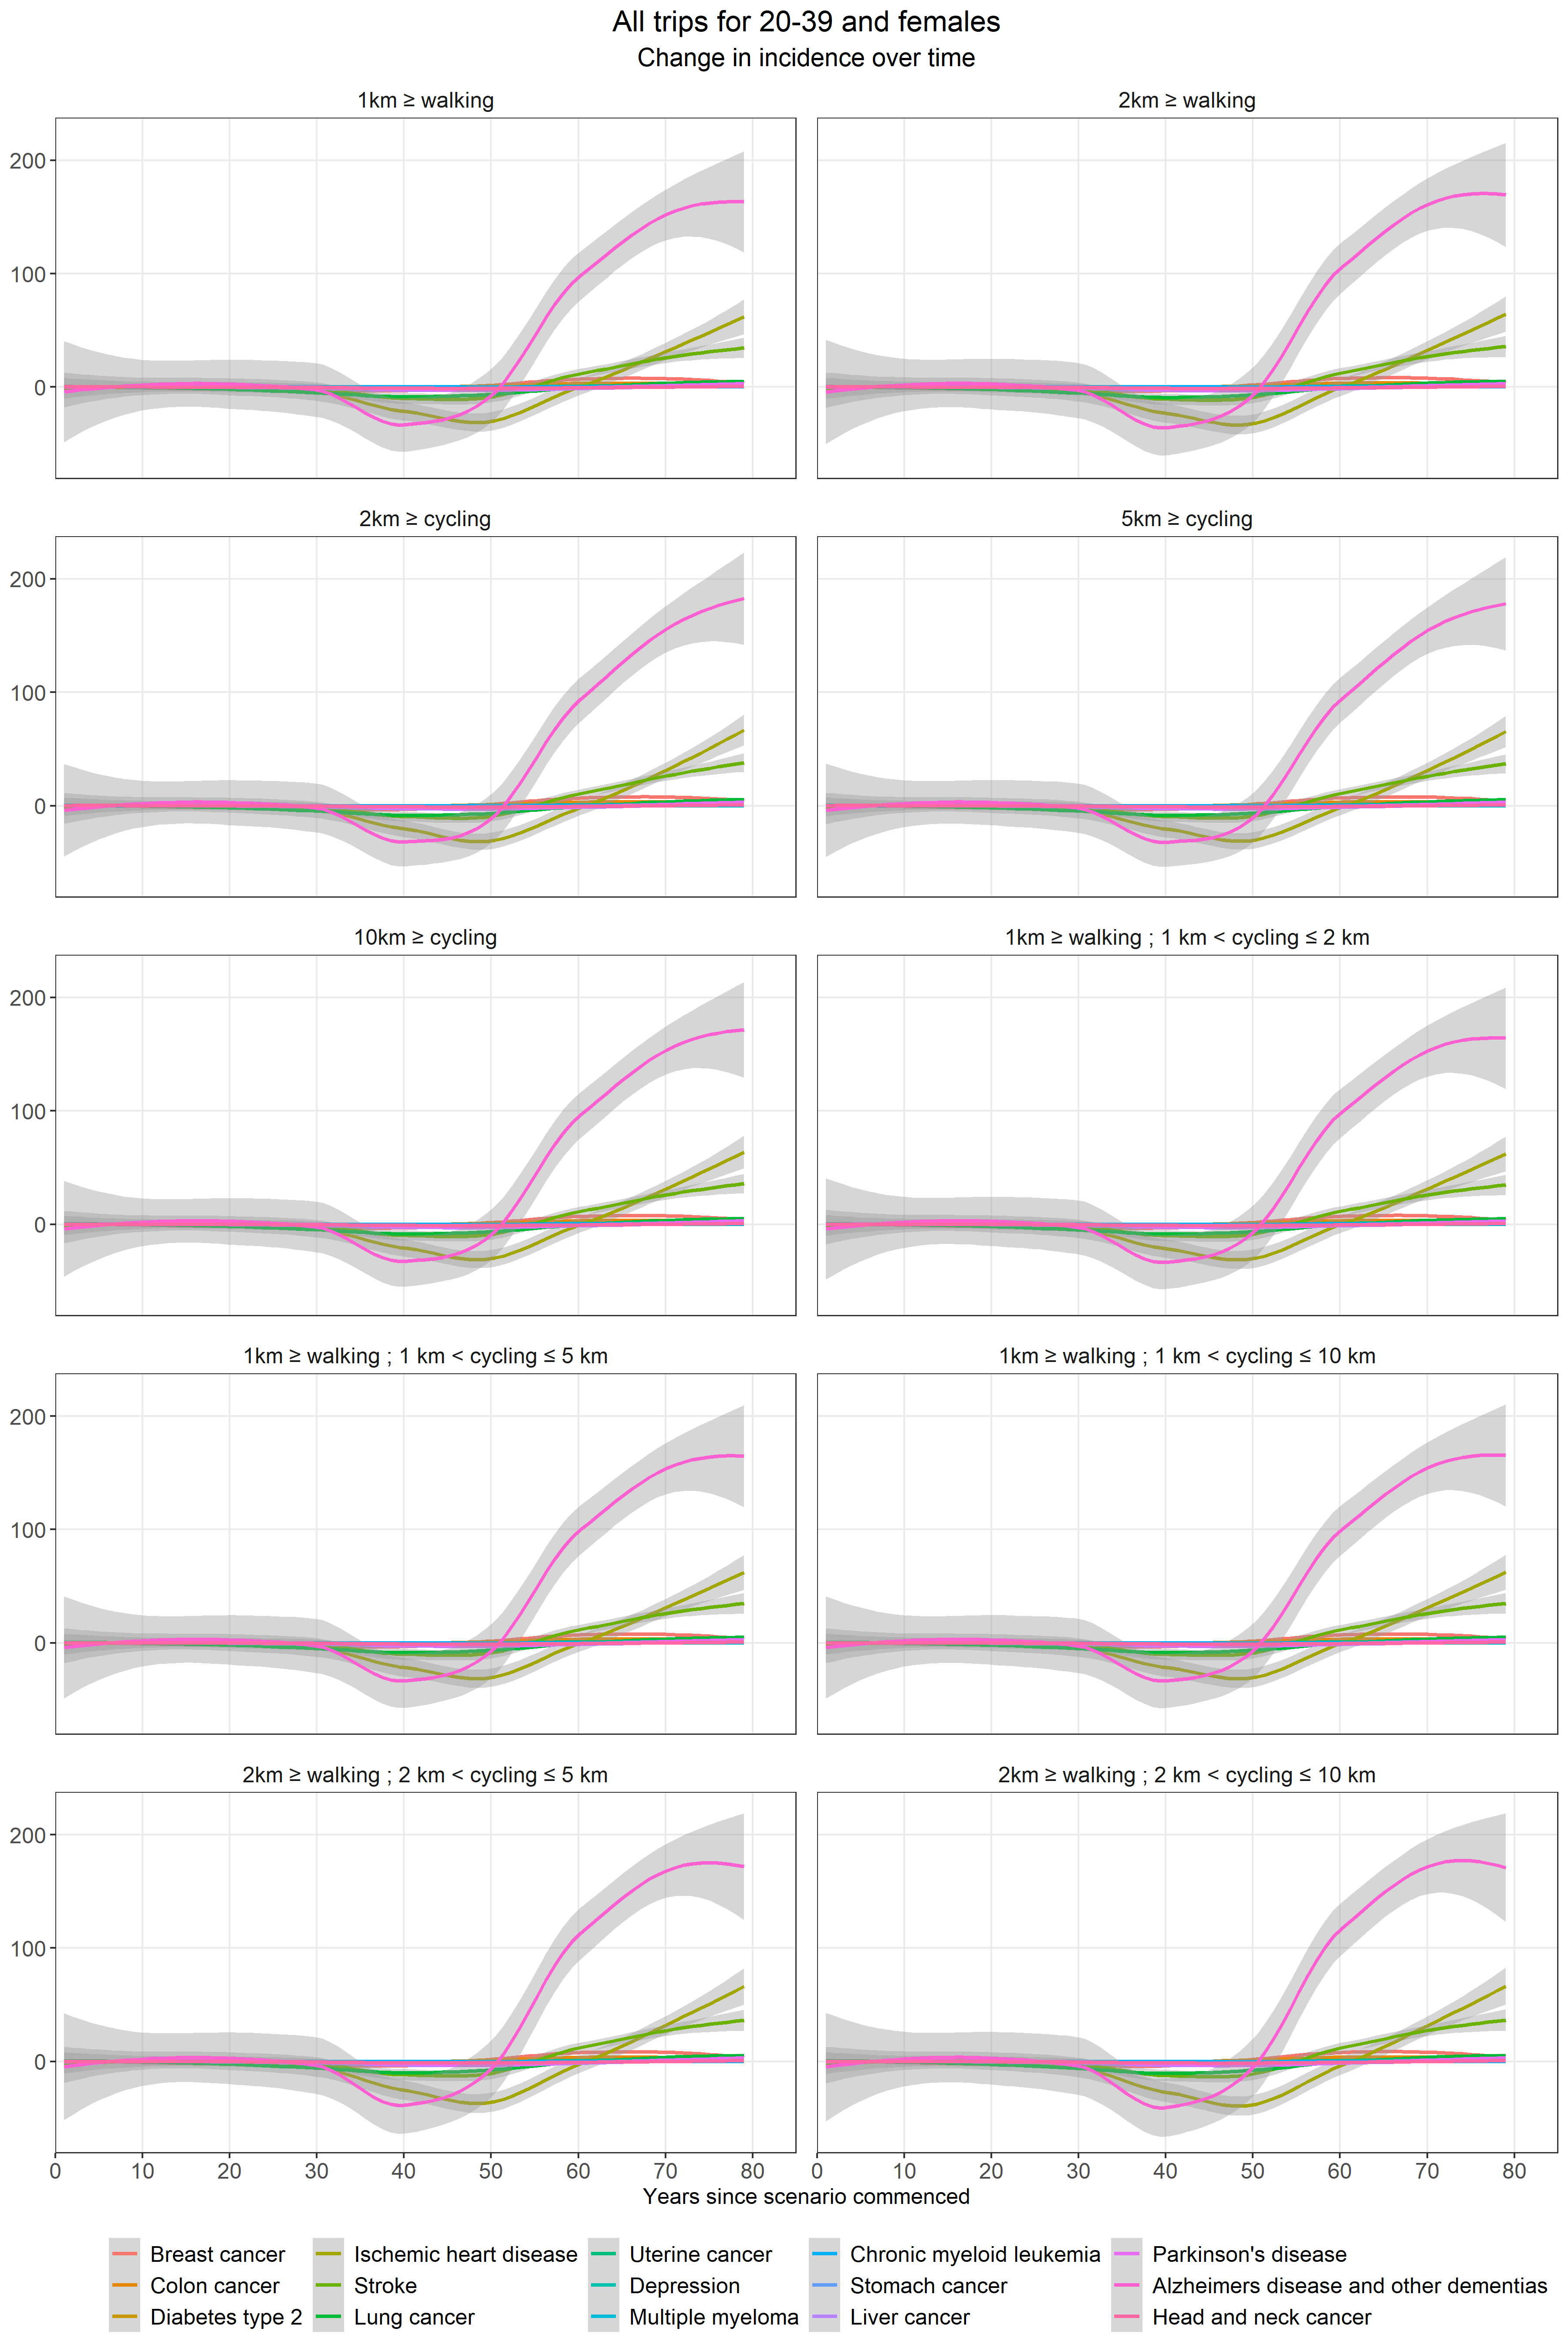 All trips for 20-39 and females
Change in incidence over time
1km ≥ walking
2km ≥ walking
200
100
0
2km ≥ cycling
5km ≥ cycling
200
100
0
10km ≥ cycling
1km ≥ walking ; 1 km < cycling ≤ 2 km
200
100
0
1km ≥ walking ; 1 km < cycling ≤ 5 km
1km ≥ walking ; 1 km < cycling ≤ 10 km
200
100
0
2km ≥ walking ; 2 km < cycling ≤ 5 km
2km ≥ walking ; 2 km < cycling ≤ 10 km
200
100
0
0 10 20 30 40 50 60 70 80
0 10 20 30 40 50 60 70 80
Years since scenario commenced
Breast cancer
Colon cancer
Diabetes type 2
Ischemic heart disease
Stroke
Lung cancer
Uterine cancer
Depression
Multiple myeloma
Chronic myeloid leukemia
Stomach cancer
Liver cancer
Parkinson's disease
Alzheimers disease and other dementias
Head and neck cancer